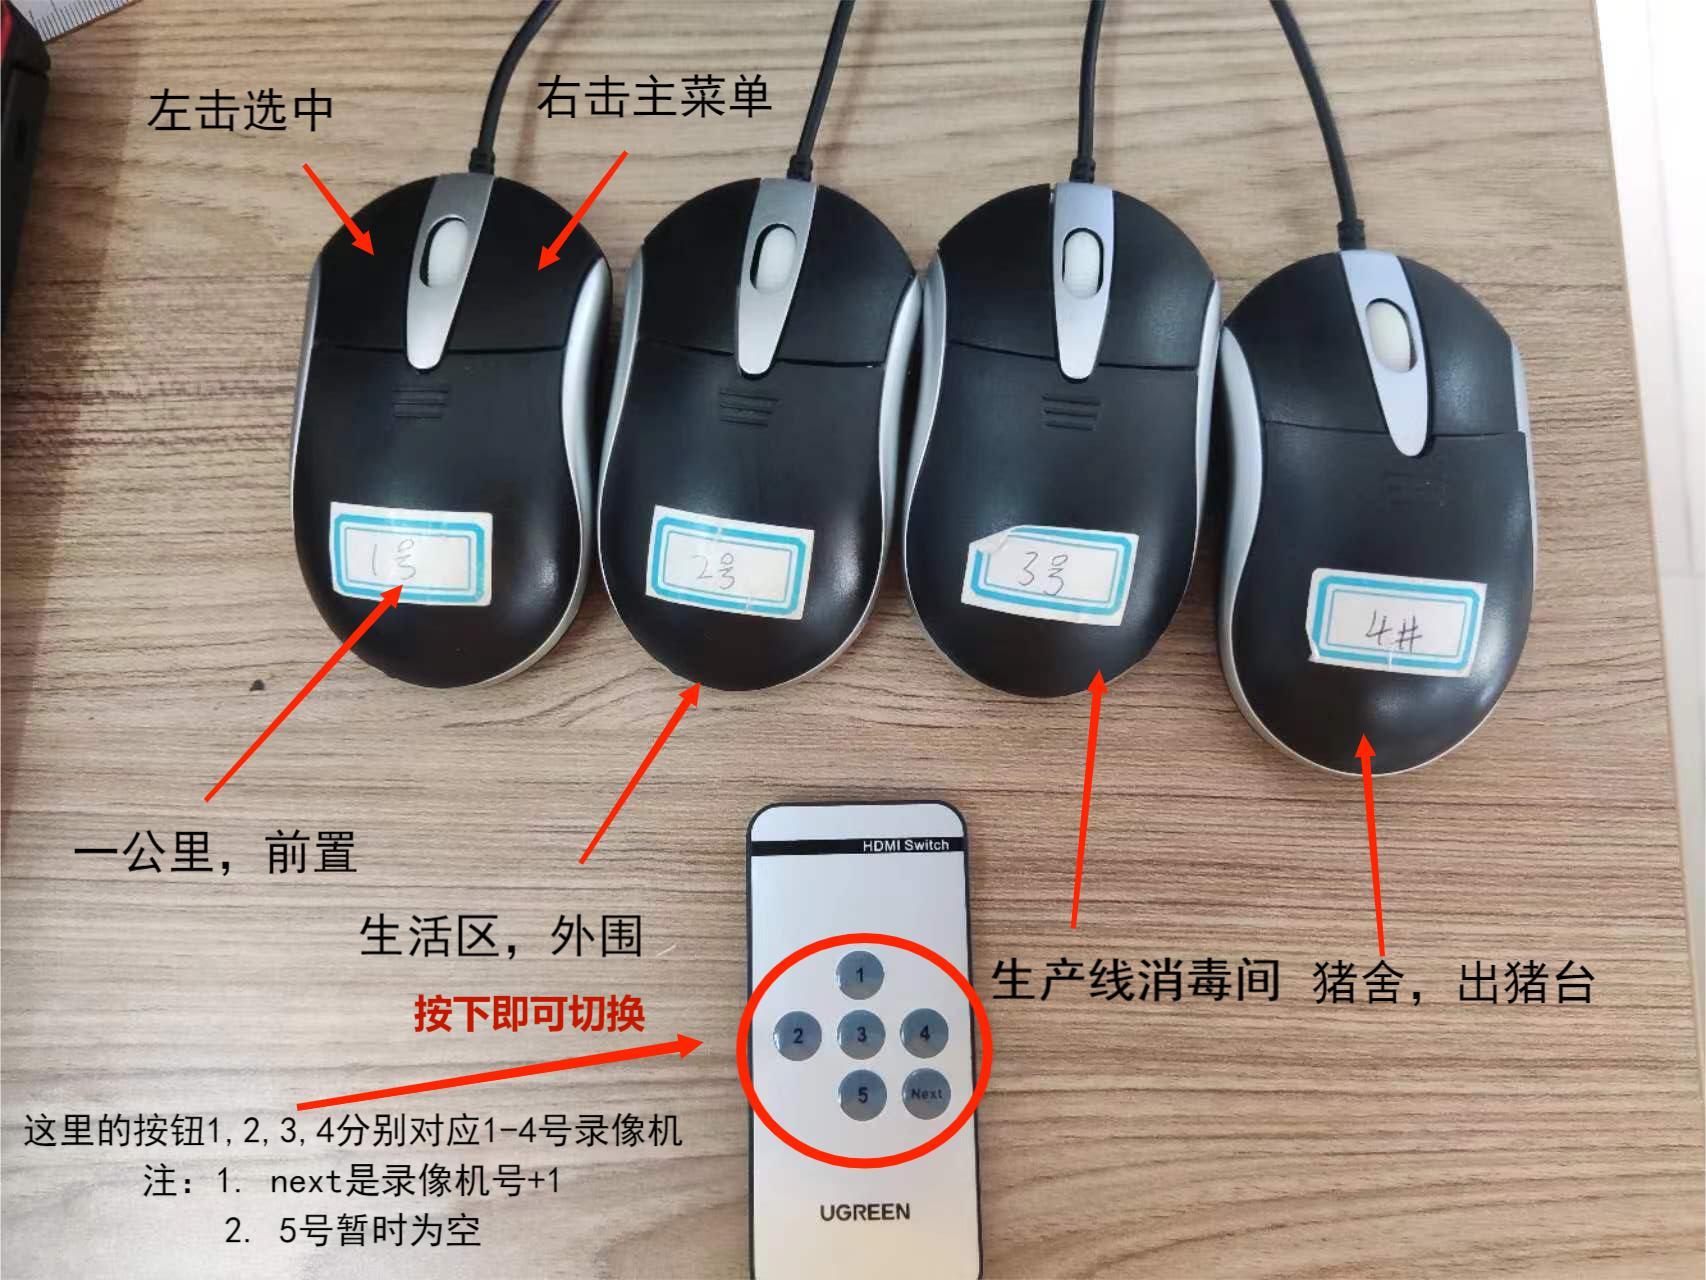 左击选中
右击主菜单
1号
2号
3号
4#
一公里，前置
生活区，外围
生产线消毒间
猪舍，出猪台
按下即可切换
这里的按钮1,2,3,4分别对应1-4号录像机
注：1. next是录像机号+1
2. 5号暂时为空
HDMI Switch
1
2
3
4
5
Next
UGREEN